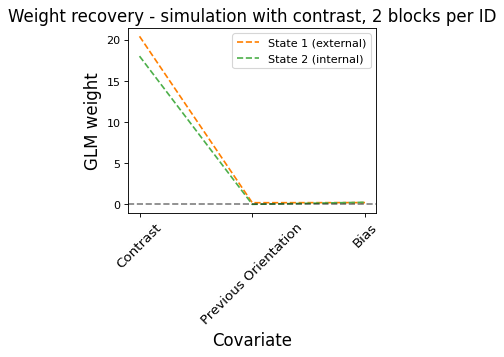 Weight recovery - simulation with contrast, 2 blocks per ID
State 1 (external)
State 2 (internal)
GLM weight
20
15
10
5
0
Contrast
Previous Orientation
Bias
Covariate